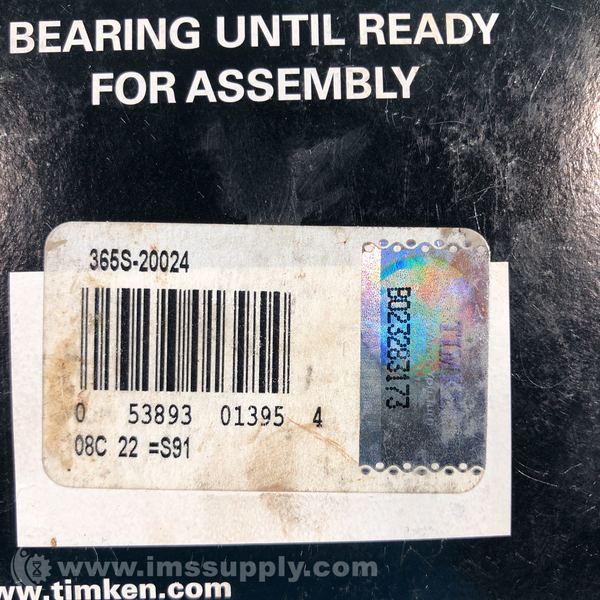 BEARING UNTIL READY
FOR ASSEMBLY
365S-20024
B023283173
TIMKEN
0 53893 01395 4
08C 22 =S91
www.imssupply.com
www.timken.com